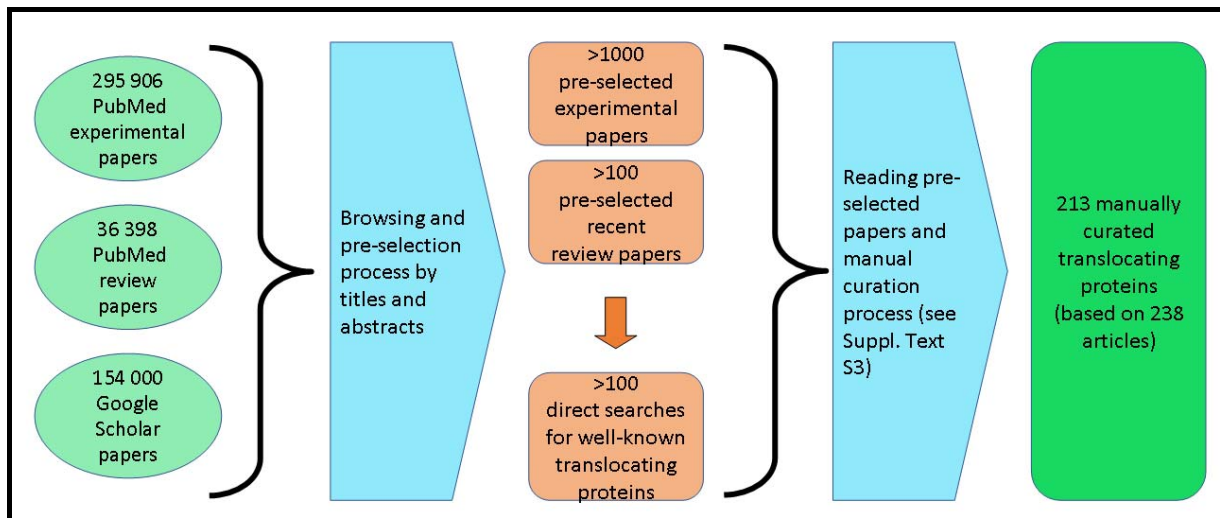 295 906
PubMed
experimental
papers
36 398
PubMed
review
papers
154 000
Google
Scholar
papers
Browsing and
pre-selection
process by
titles and
abstracts
>1000
pre-selected
experimental
papers
>100
pre-selected
recent
review papers
>100
direct searches
for well-known
translocating
proteins
Reading pre-
selected
papers and
manual
curation
process (see
Suppl. Text
S3)
213 manually
curated
translocating
proteins
(based on 238
articles)